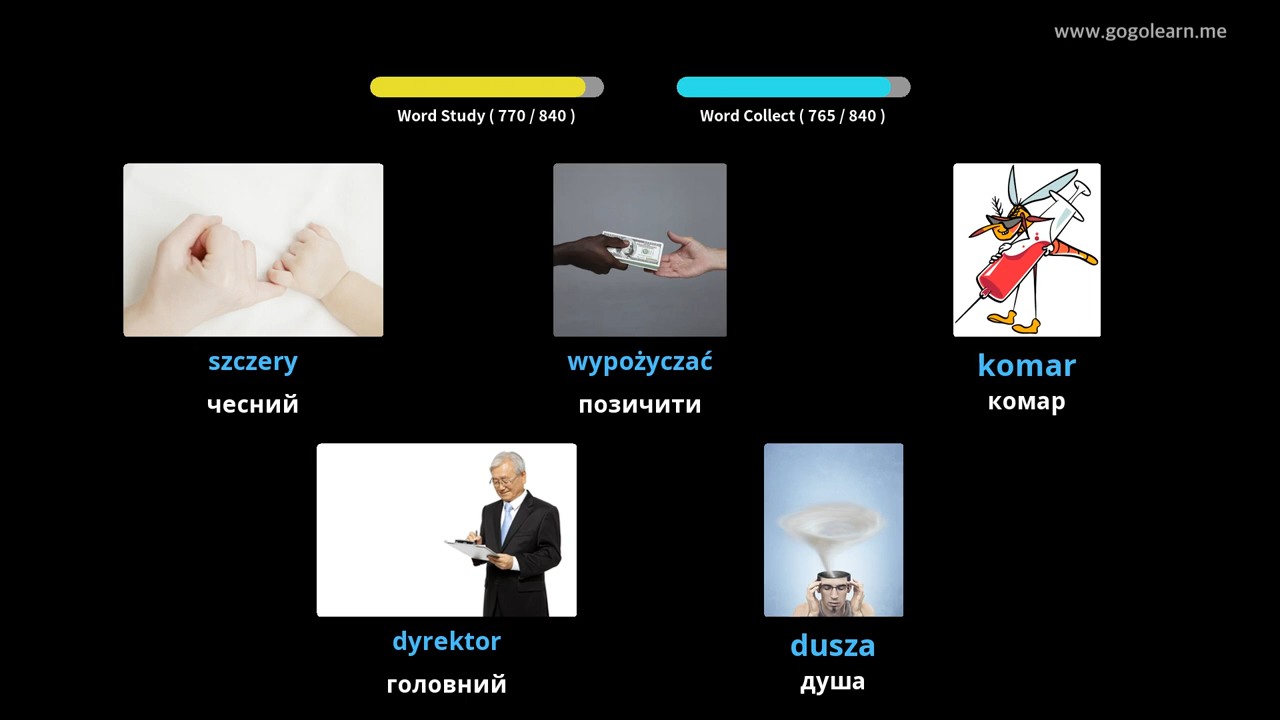 www.gogolearn.me
Word Study ( 770 / 840 )
Word Collect ( 765 / 840 )
szczery
wypożyczać
komar
чесний
позичити
комар
dyrektor
dusza
головний
душа